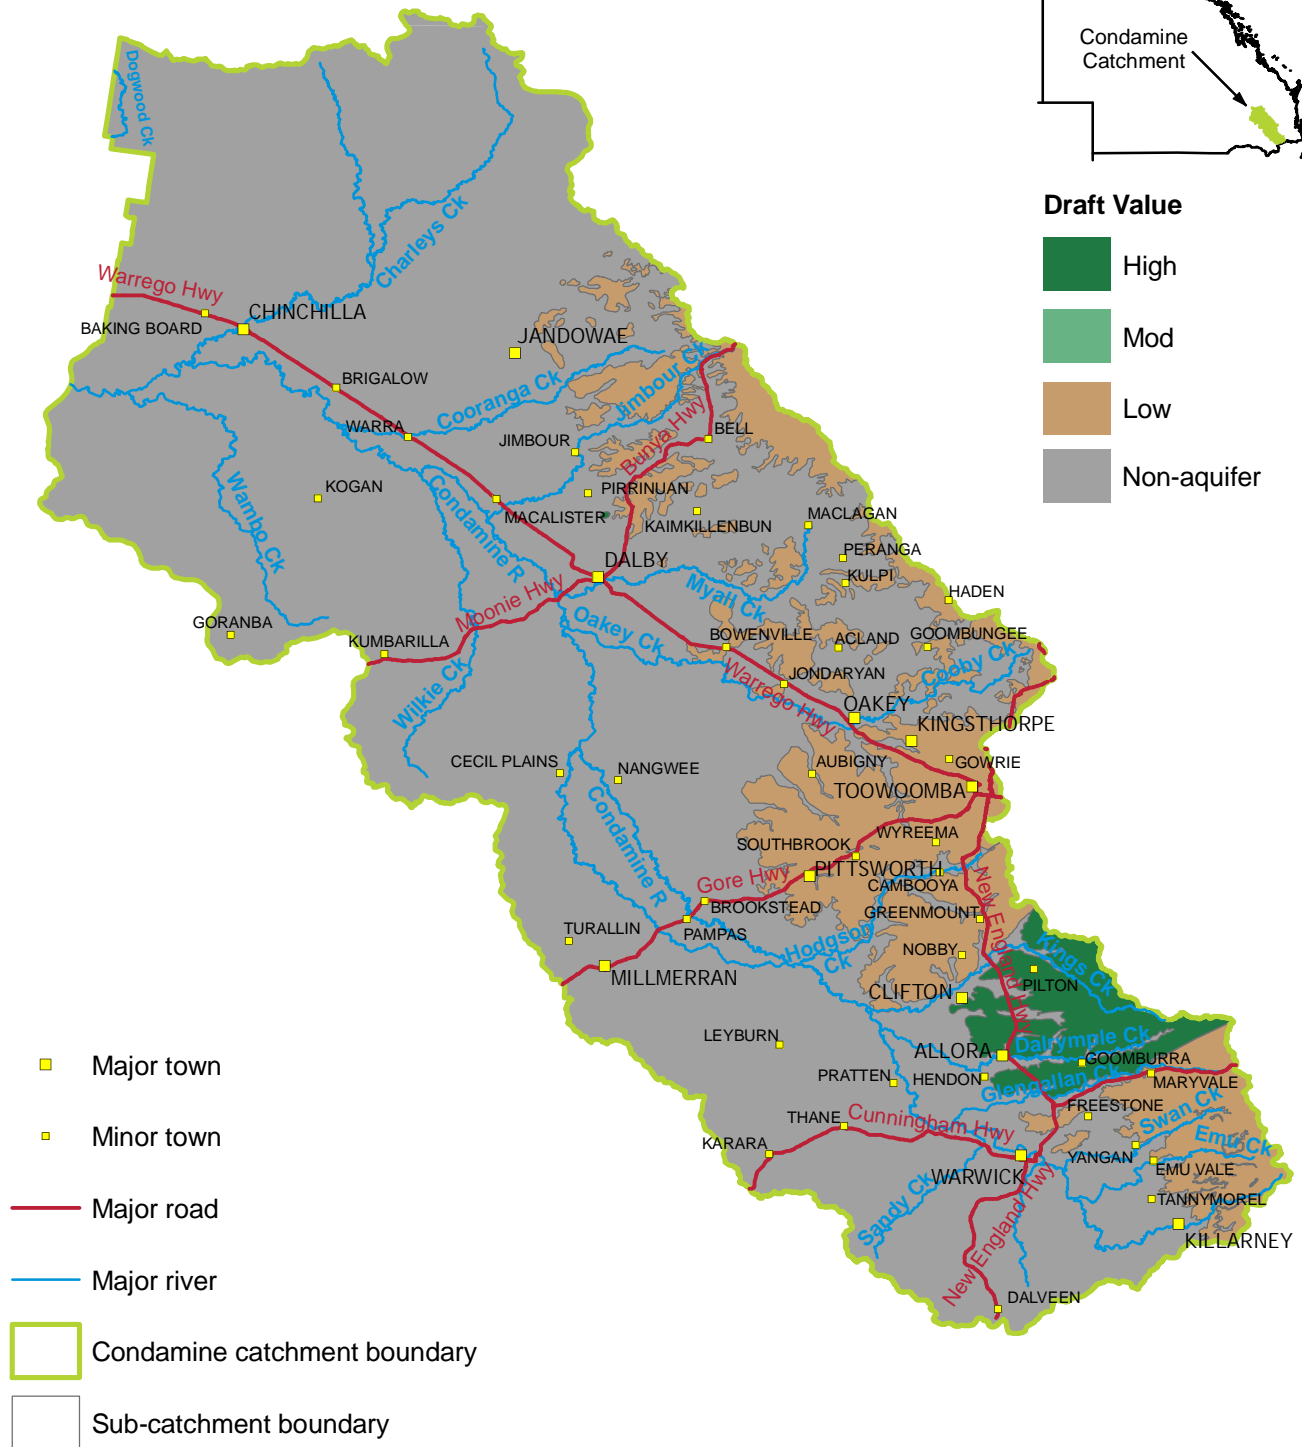 Condamine
Catchment
Draft Value
High
Mod
Low
Non-aquifer
Dogwood Ck
Charleys Ck
Warrego Hwy
CHINCHILLA
BAKING BOARD
JANDOWAE
BRIGALOW
Cooranga Ck
Jimbour Ck
WARRA
JIMBOUR
Bunya Hwy
BELL
KOGAN
Wambo Ck
Condamine R
PIRRINUAN
MACALISTER
KAIMKILLENBUN
MACLAGAN
DALBY
PERANGA
KULPI
Myall Ck
HADEN
Moonie Hwy
GORANBA
KUMBARILLA
Oakey Ck
BOWENVILLE
ACLAND
GOOMBUNGEE
Cooby Ck
Wilkie Ck
Warrego Hwy
JONDARYAN
OAKEY
KINGSTHORPE
CECIL PLAINS
NANGWEE
AUBIGNY
GOWRIE
TOOWOOMBA
Condamine R
SOUTHBROOK
WYREEMA
Gore Hwy
PITTSWORTH
CAMBOOYA
BROOKSTEAD
GREENMOUNT
New England Hwy
TURALLIN
PAMPAS
Hodgson
Ck
NOBBY
Kings Ck
MILLMERRAN
CLIFTON
PILTON
LEYBURN
ALLORA
Dalrymple Ck
GOOMBURRA
PRATTEN
HENDON
Glengallan Ck
MARYVALE
THANE
Cunningham Hwy
FREESTONE
Swan Ck
Emu Ck
KARARA
WARWICK
YANGAN
EMU VALE
Sandy Ck
New England Hwy
TANNYMOREL
KILLARNEY
DALVEEN
Major town
Minor town
Major road
Major river
Condamine catchment boundary
Sub-catchment boundary